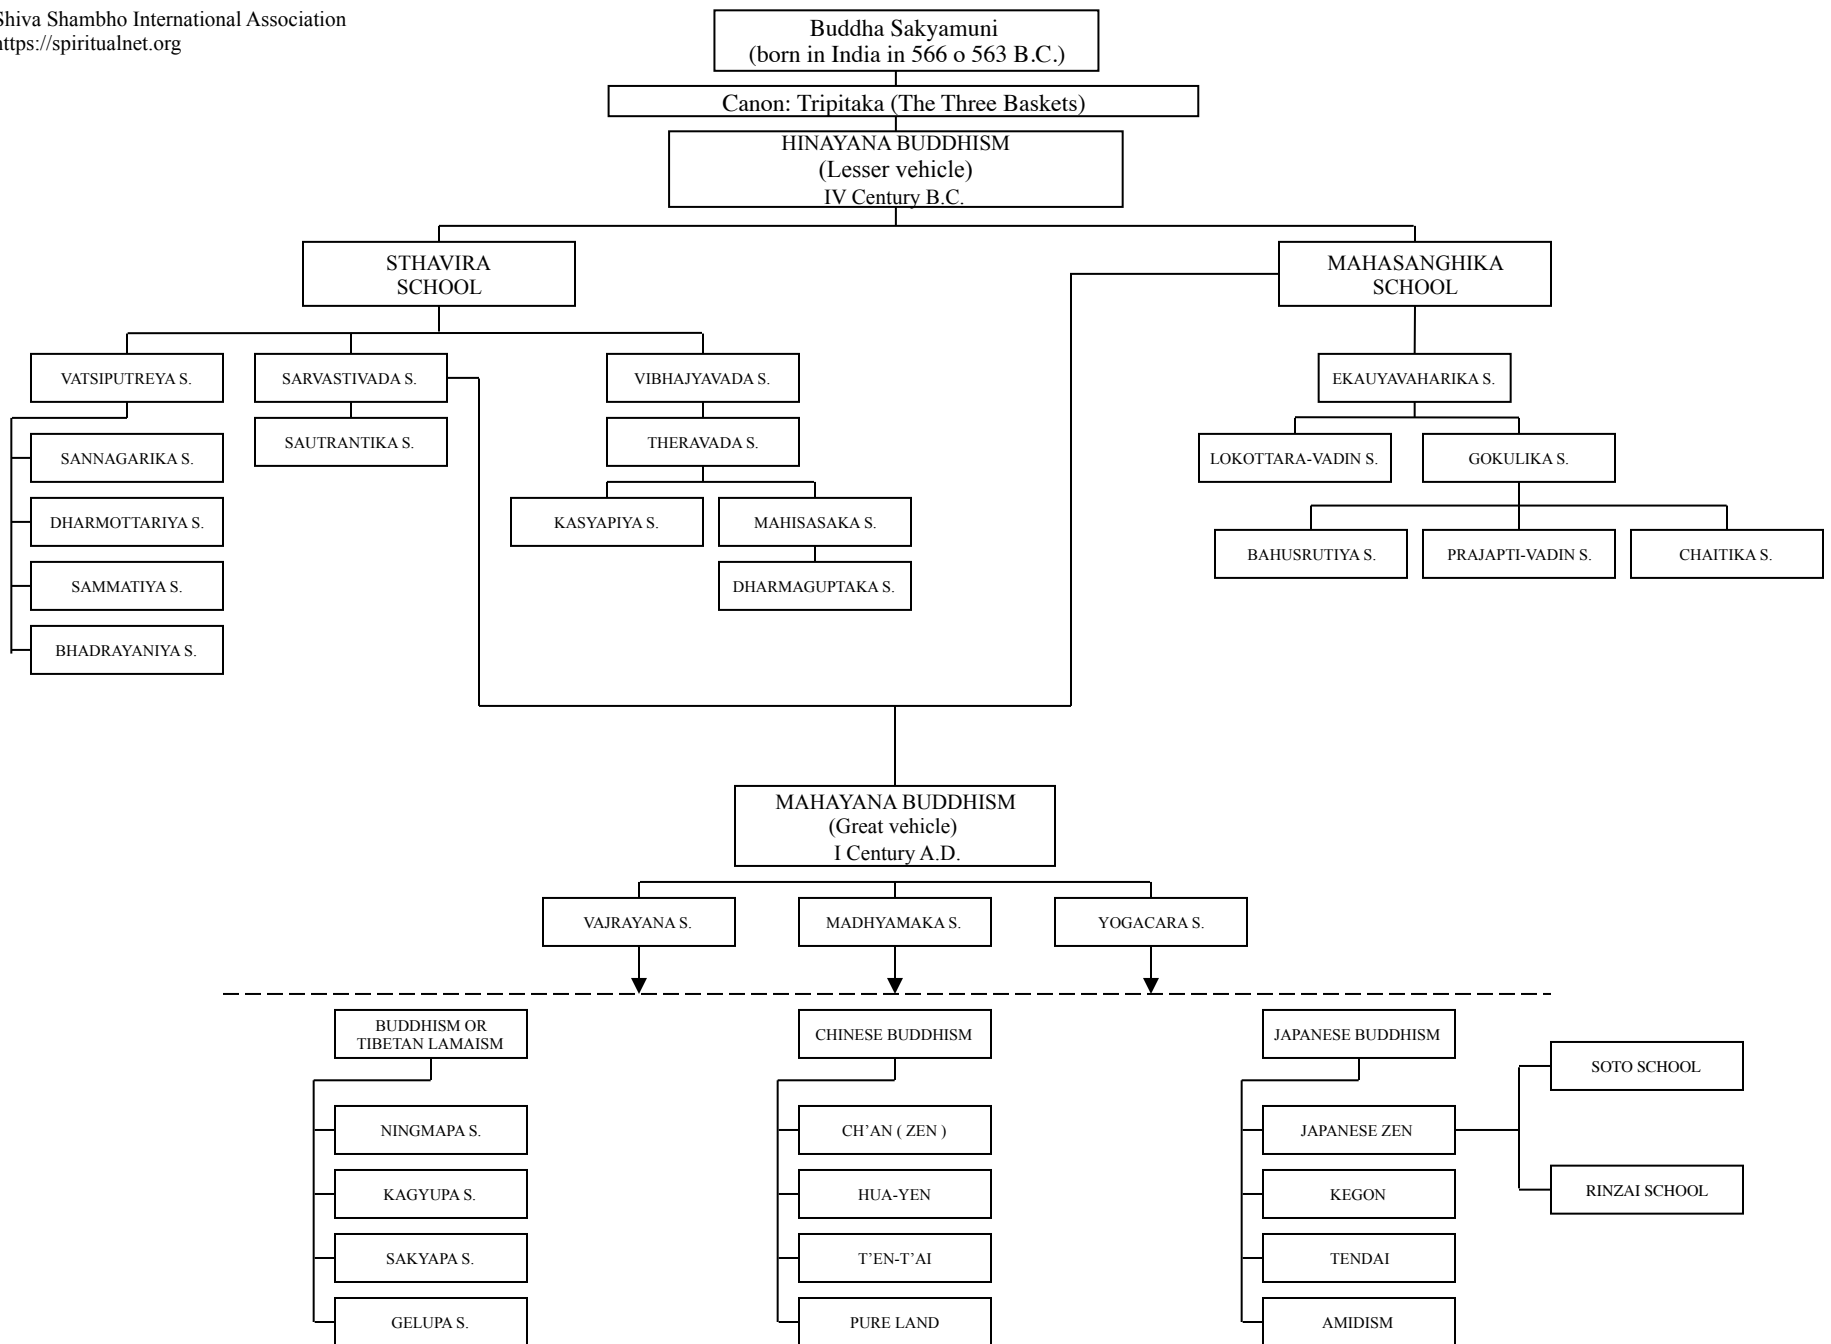 Shiva Shambho International Association
https://spiritualnet.org
Buddha Sakyamuni
(born in India in 566 o 563 B.C.)
Canon: Tripitaka (The Three Baskets)
HINAYANA BUDDHISM
(Lesser vehicle)
IV Century B.C.
STHAVIRA
SCHOOL
MAHASANGHIKA
SCHOOL
VATSIPUTREYA S.
SARVASTIVADA S.
VIBHAJYAVADA S.
EKAUYAVAHARIKA S.
SANNAGARIKA S.
SAUTRANTIKA S.
THERAVADA S.
LOKOTTARA-VADIN S.
GOKULIKA S.
DHARMOTTARIYA S.
KASYAPIYA S.
MAHISASAKA S.
BAHUSRUTIYA S.
PRAJAPTI-VADIN S.
CHAITIKA S.
SAMMATIYA S.
DHARMAGUPTAKA S.
BHADRAYANIYA S.
MAHAYANA BUDDHISM
(Great vehicle)
I Century A.D.
VAJRAYANA S.
MADHYAMAKA S.
YOGACARA S.
BUDDHISM OR
TIBETAN LAMAISM
CHINESE BUDDHISM
JAPANESE BUDDHISM
SOTO SCHOOL
NINGMAPA S.
CH’AN ( ZEN )
JAPANESE ZEN
KAGYUPA S.
HUA-YEN
KEGON
RINZAI SCHOOL
SAKYAPA S.
T’EN-T’AI
TENDAI
GELUPA S.
PURE LAND
AMIDISM